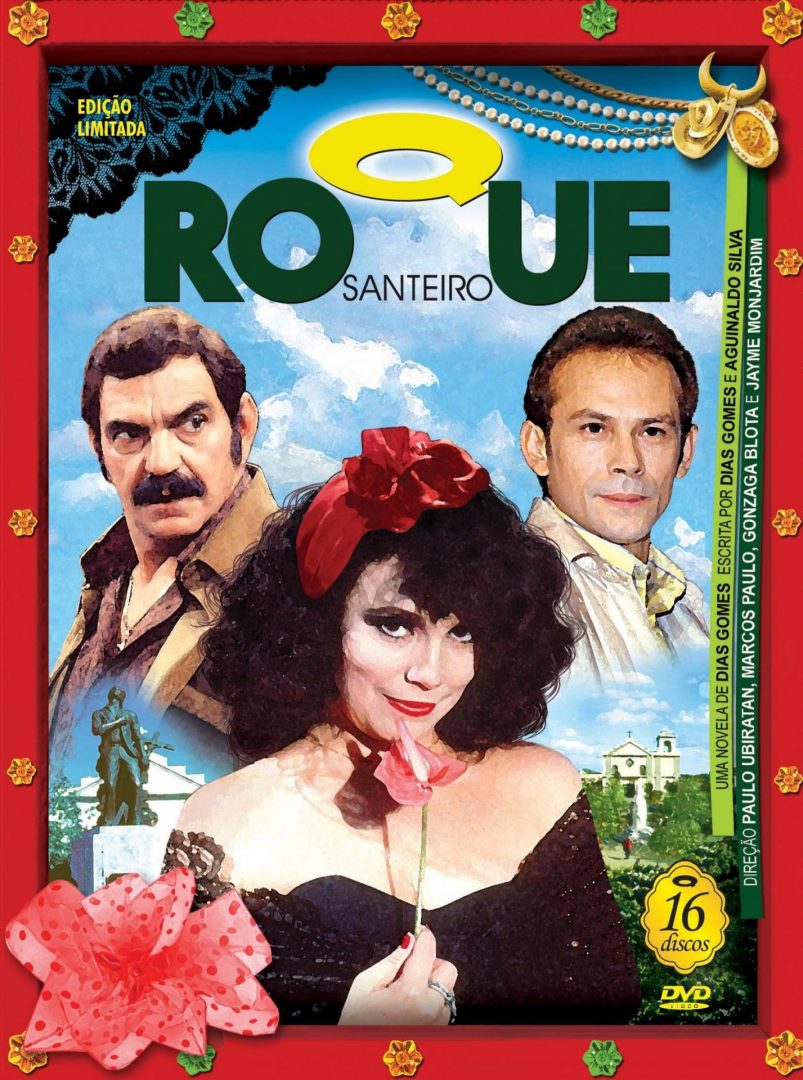 EDIÇÃO
LIMITADA
ROQUE
SANTEIRO
UMA NOVELA DE DIAS GOMES ESCRITA POR DIAS GOMES E AGUINALDO SILVA
DIREÇÃO PAULO UBIRATAN, MARCOS PAULO, GONZAGA BLOTA E JAYME MONJARDIM
16
discos
DVD
VIDEO